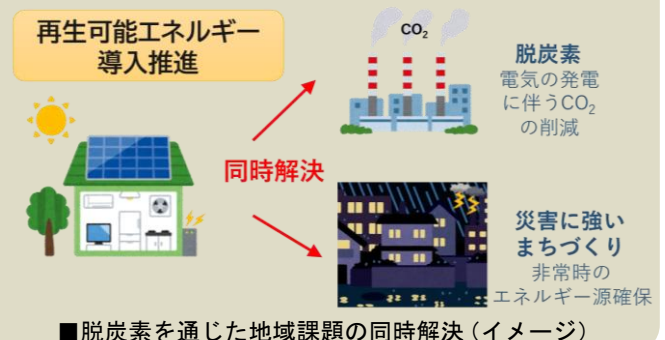 再生可能エネルギー
導入推進
CO₂
脱炭素
電気の発電
に伴うCO₂
の削減
同時解決
災害に強い
まちづくり
非常時の
エネルギー源確保
■脱炭素を通じた地域課題の同時解決（イメージ）